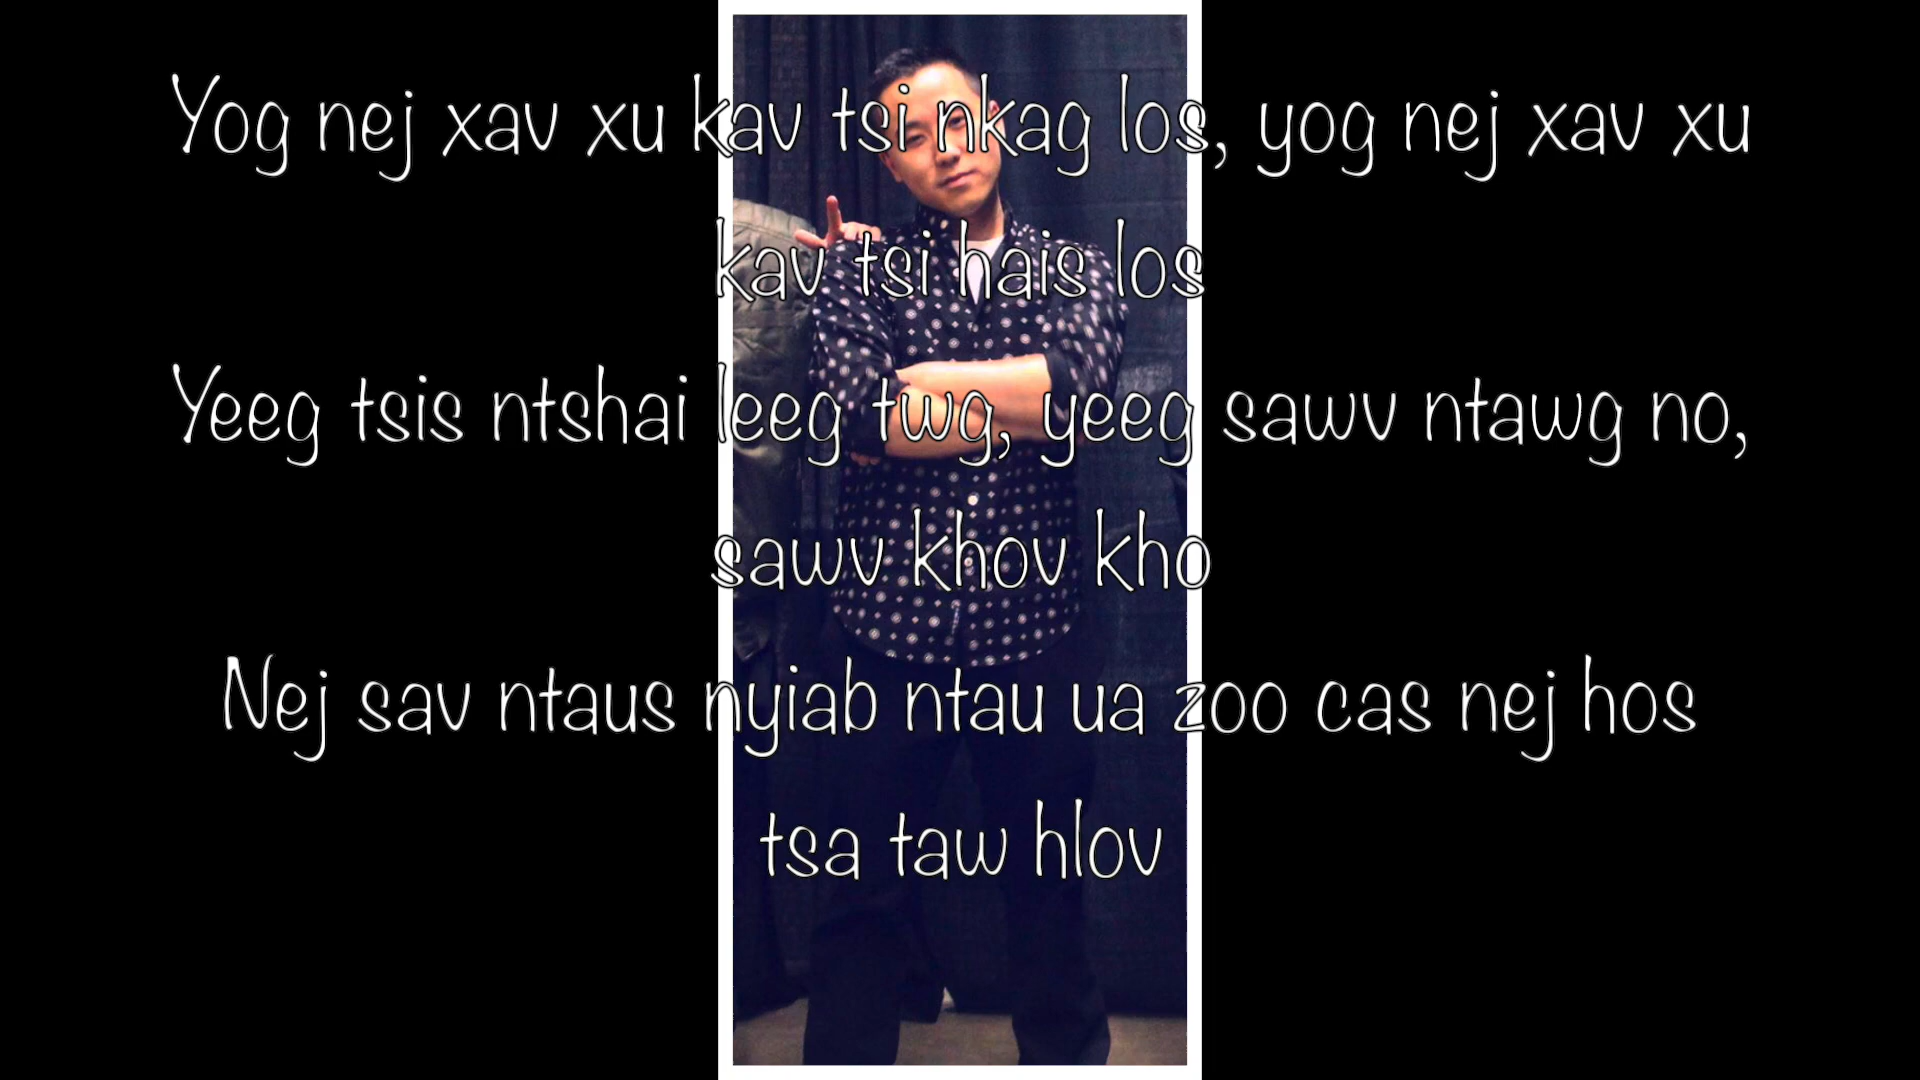 Yog nej xav xu kav tsi nkag los, yog nej xav xu
kav tsi hais los
Yeeg tsis ntshai leeg twg, yeeg sawv ntawg no,
sawv khov kho
Nej sav ntaus nyiab ntau ua zoo cas nej hos
tsa taw hlov